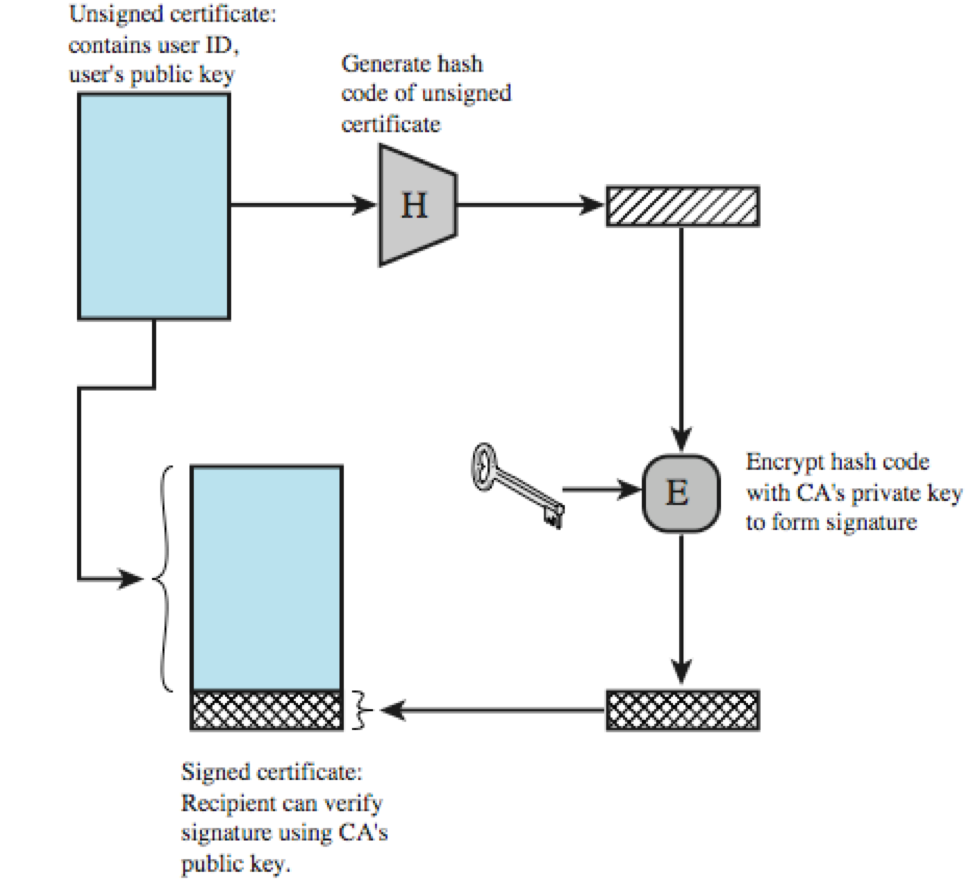 Unsigned certificate:
contains user ID,
user's public key
Generate hash
code of unsigned
certificate
H
E
Encrypt hash code
with CA's private key
to form signature
Signed certificate:
Recipient can verify
signature using CA's
public key.